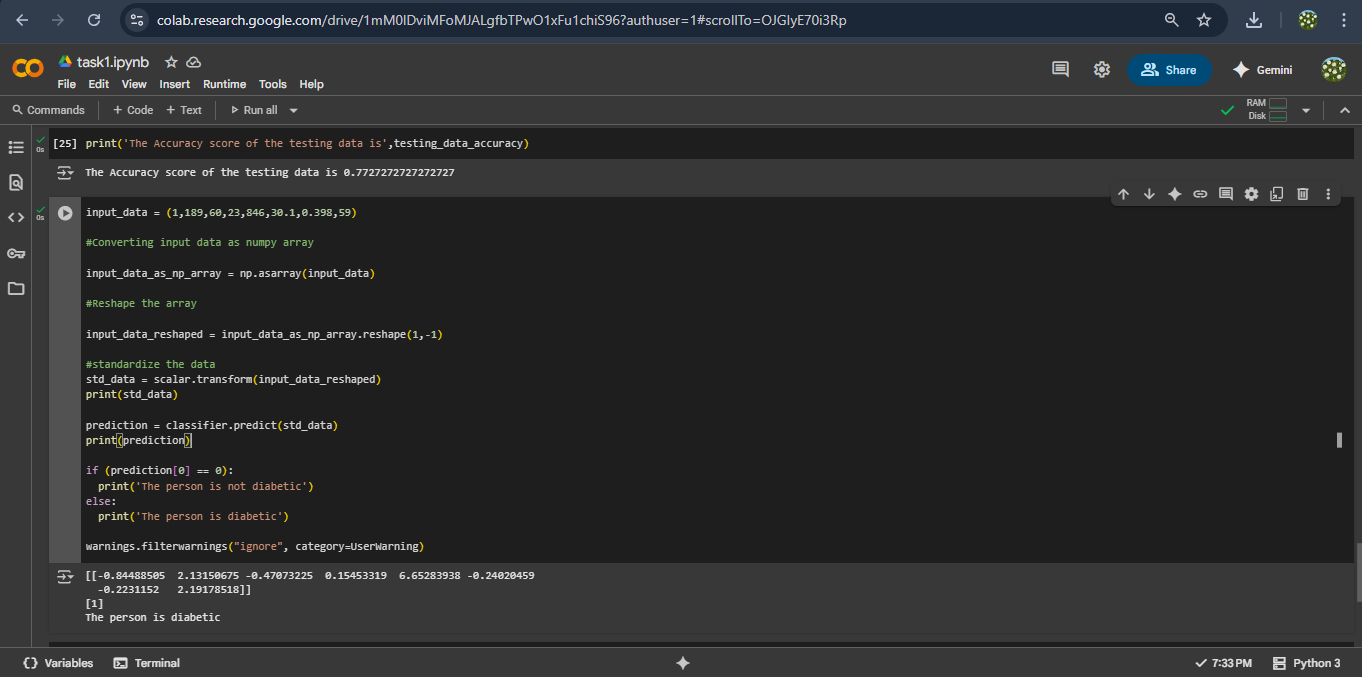 colab.research.google.com/drive/1mM0lDviMFoMJALgfbTPwO1xFu1chiS96?authuser=1#scrollTo=OJGlyE70i3Rp
task1.ipynb
File Edit View Insert Runtime Tools Help
Share
Gemini
Commands + Code + Text Run all
RAM
Disk
[25] print('The Accuracy score of the testing data is',testing_data_accuracy)
0s
The Accuracy score of the testing data is 0.7727272727272727
0s
input_data = (1,189,60,23,846,30.1,0.398,59)
#Converting input data as numpy array
input_data_as_np_array = np.asarray(input_data)
#Reshape the array
input_data_reshaped = input_data_as_np_array.reshape(1,-1)
#standardize the data
std_data = scalar.transform(input_data_reshaped)
print(std_data)
prediction = classifier.predict(std_data)
print(prediction)
if (prediction[0] == 0):
  print('The person is not diabetic')
else:
  print('The person is diabetic')
warnings.filterwarnings("ignore", category=UserWarning)
[[-0.84488505  2.13150675 -0.47073225  0.15453319  6.65283938 -0.24020459
  -0.2231152   2.19178518]]
[1]
The person is diabetic
Variables Terminal
7:33 PM
Python 3